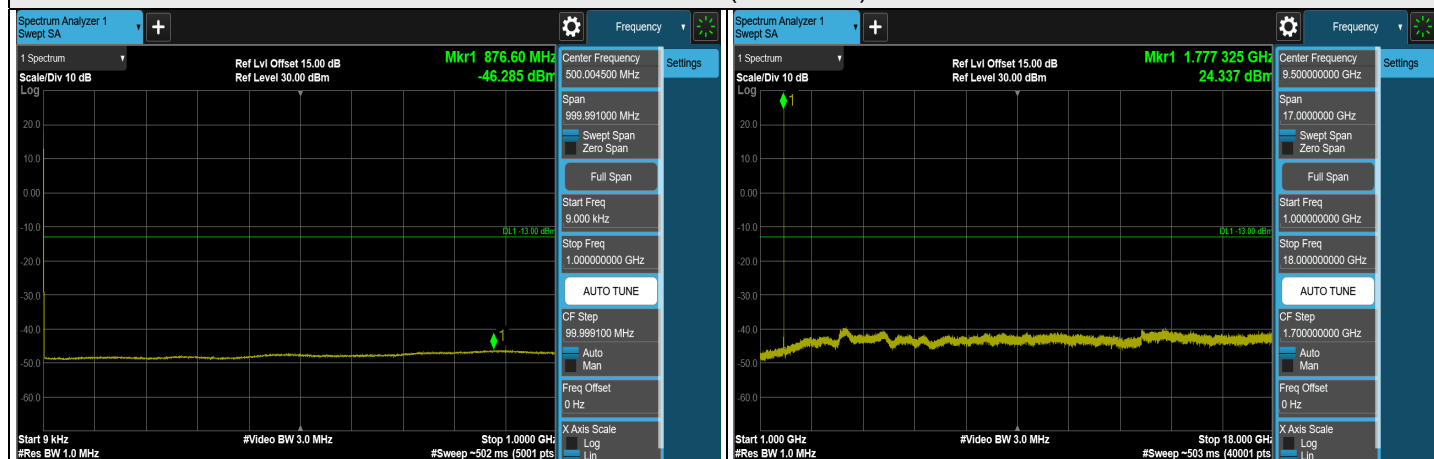 Spectrum Analyzer 1
Swept SA
+
Frequency
1 Spectrum
Scale/Div 10 dB
Log
Ref Lvl Offset 15.00 dB
Ref Level 30.00 dBm
Mkr1 876.60 MHz
-46.285 dBm
1
20.0
10.0
0.00
-10.0
-20.0
-30.0
-40.0
-50.0
-60.0
DL1 -13.00 dBm
Start 9 kHz
#Res BW 1.0 MHz
#Video BW 3.0 MHz
Stop 1.0000 GHz
#Sweep ~502 ms (5001 pts
Center Frequency
500.004500 MHz
Settings
Span
999.991000 MHz
Swept Span
Zero Span
Full Span
Start Freq
9.000 kHz
Stop Freq
1.000000000 GHz
AUTO TUNE
CF Step
99.999100 MHz
Auto
Man
Freq Offset
0 Hz
X Axis Scale
Log
Lin
Spectrum Analyzer 1
Swept SA
+
Frequency
1 Spectrum
Scale/Div 10 dB
Log
Ref Lvl Offset 15.00 dB
Ref Level 30.00 dBm
Mkr1 1.777 325 GHz
24.337 dBm
1
20.0
10.0
0.00
-10.0
-20.0
-30.0
-40.0
-50.0
-60.0
DL1 -13.00 dBm
Start 1.000 GHz
#Res BW 1.0 MHz
#Video BW 3.0 MHz
Stop 18.000 GHz
#Sweep ~503 ms (40001 pts
Center Frequency
9.500000000 GHz
Settings
Span
17.0000000 GHz
Swept Span
Zero Span
Full Span
Start Freq
1.000000000 GHz
Stop Freq
18.000000000 GHz
AUTO TUNE
CF Step
1.700000000 GHz
Auto
Man
Freq Offset
0 Hz
X Axis Scale
Log
Lin